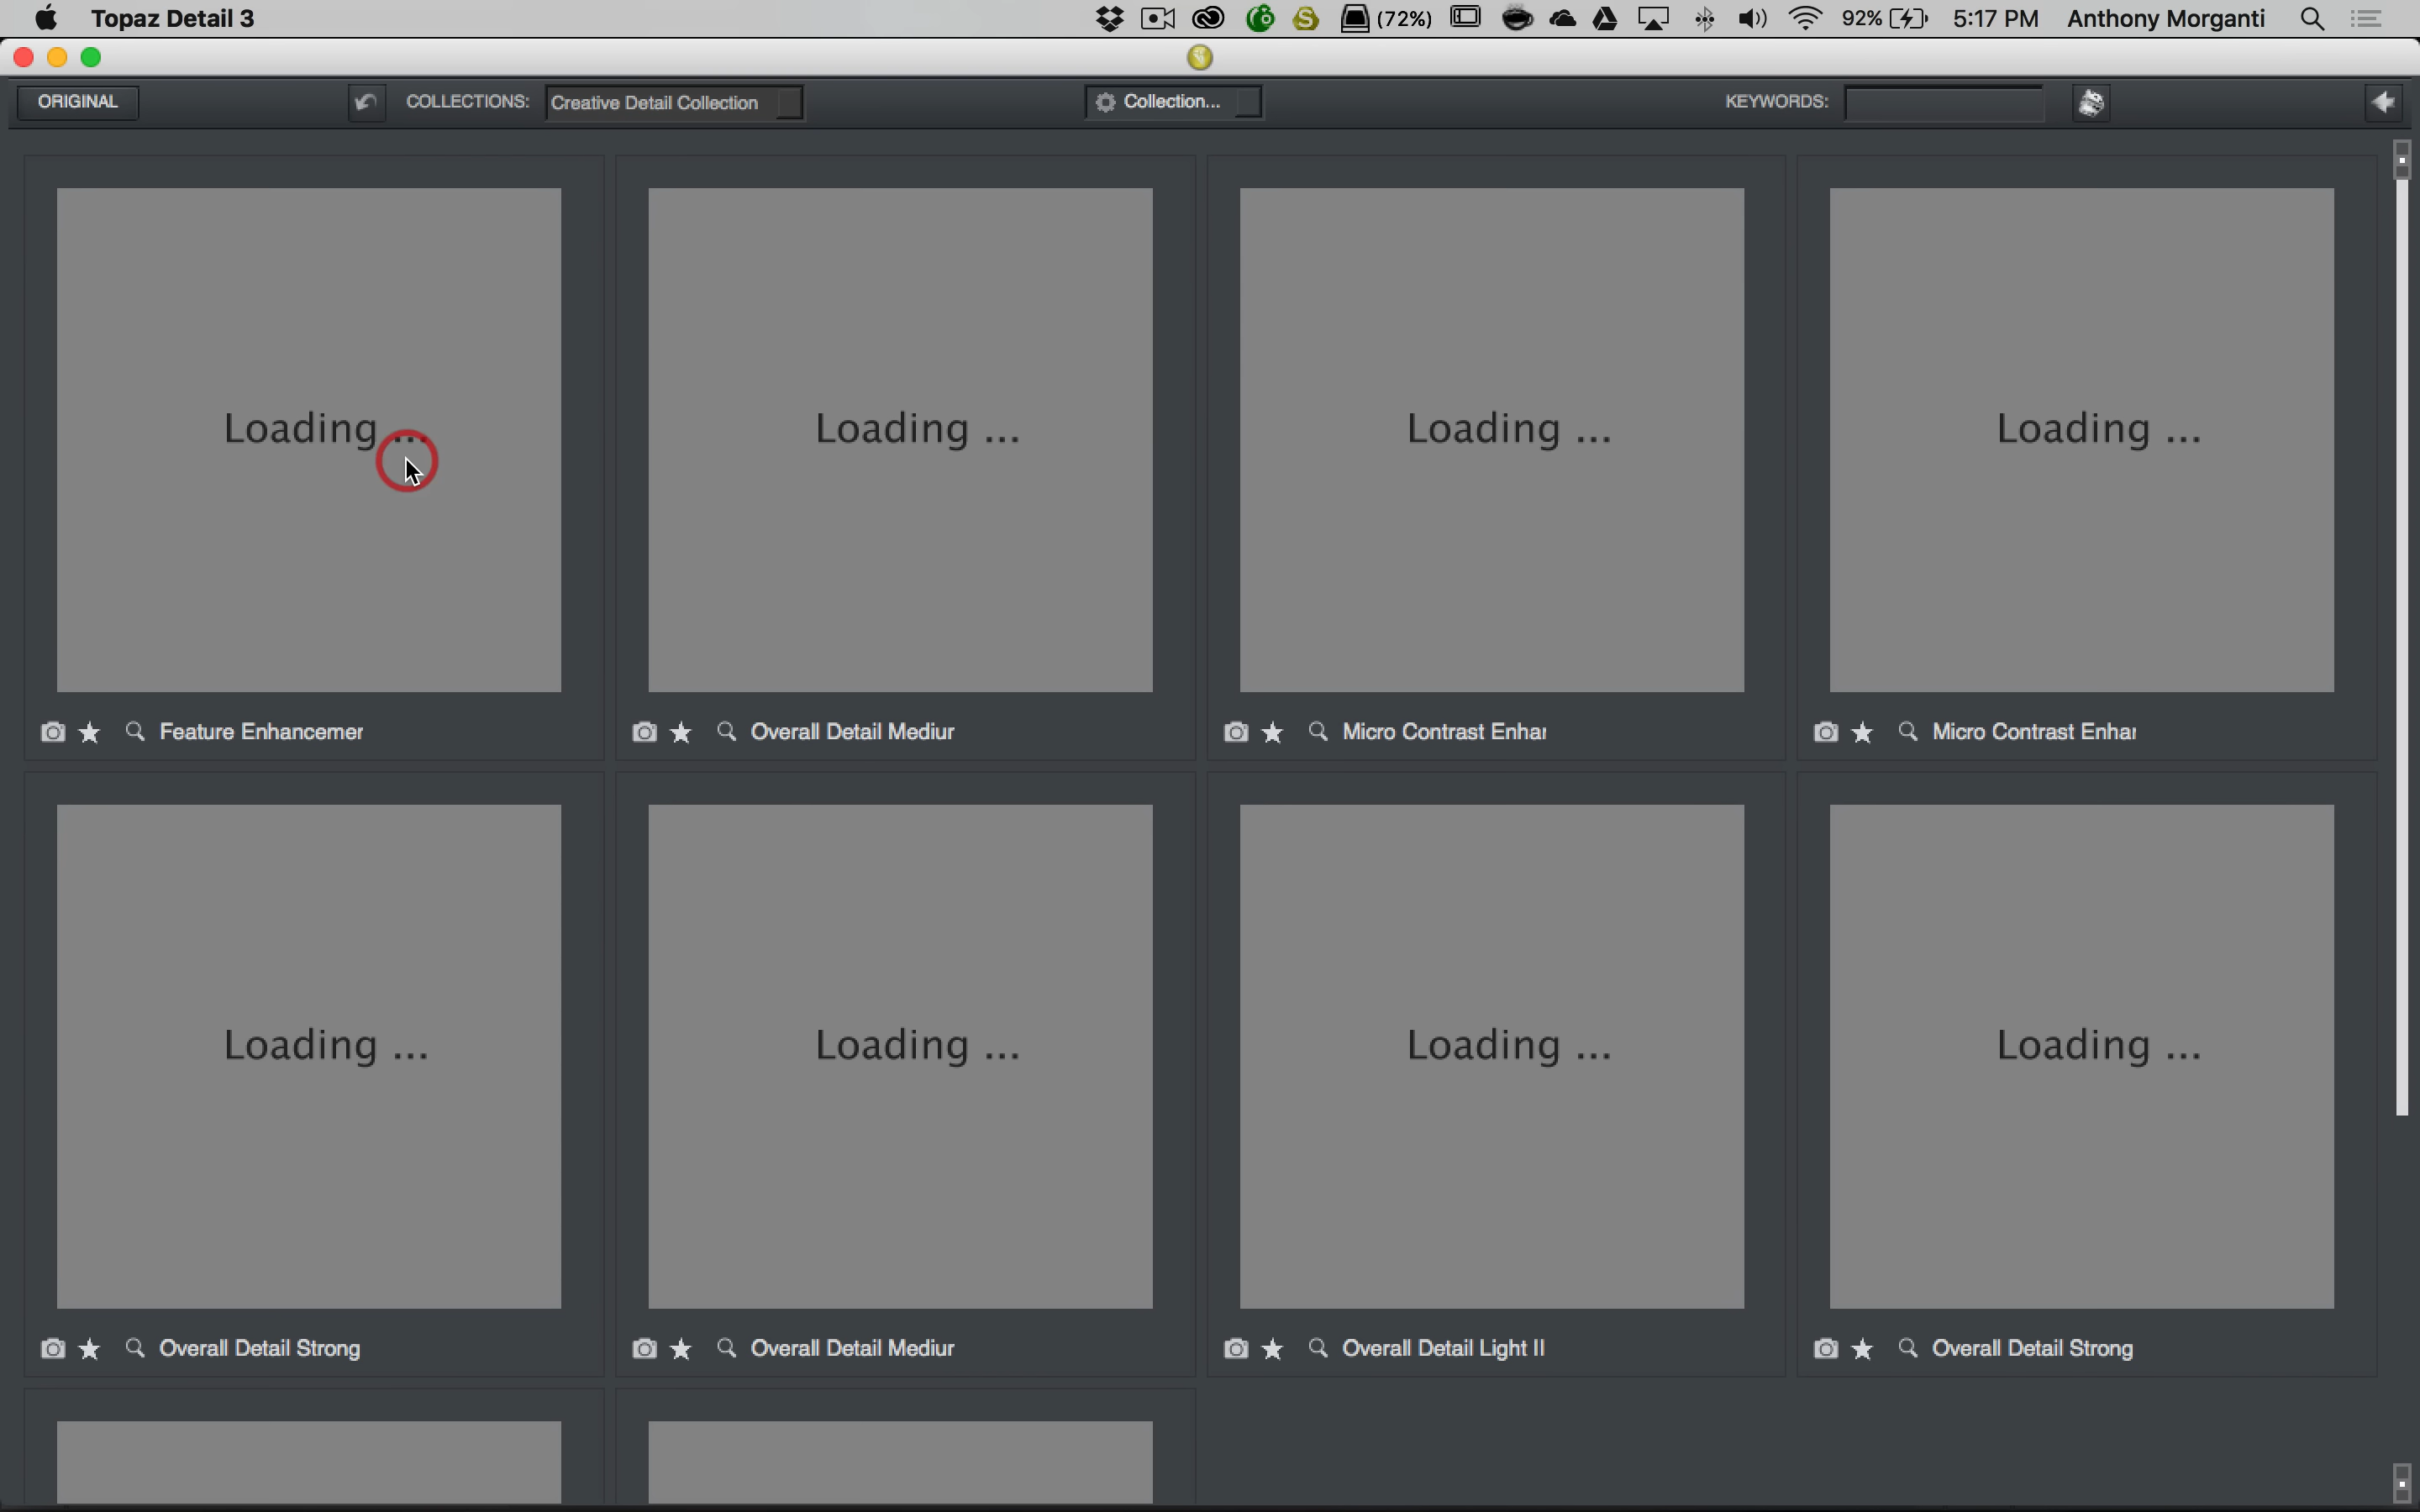 Topaz Detail 3
(72%)
92%
5:17 PM
Anthony Morganti
ORIGINAL
COLLECTIONS:
Creative Detail Collection
Collection...
KEYWORDS:
Loading ...
Loading ...
Loading ...
Loading ...
Feature Enhancemer
Overall Detail Mediur
Micro Contrast Enhar
Micro Contrast Enhar
Loading ...
Loading ...
Loading ...
Loading ...
Overall Detail Strong
Overall Detail Mediur
Overall Detail Light II
Overall Detail Strong